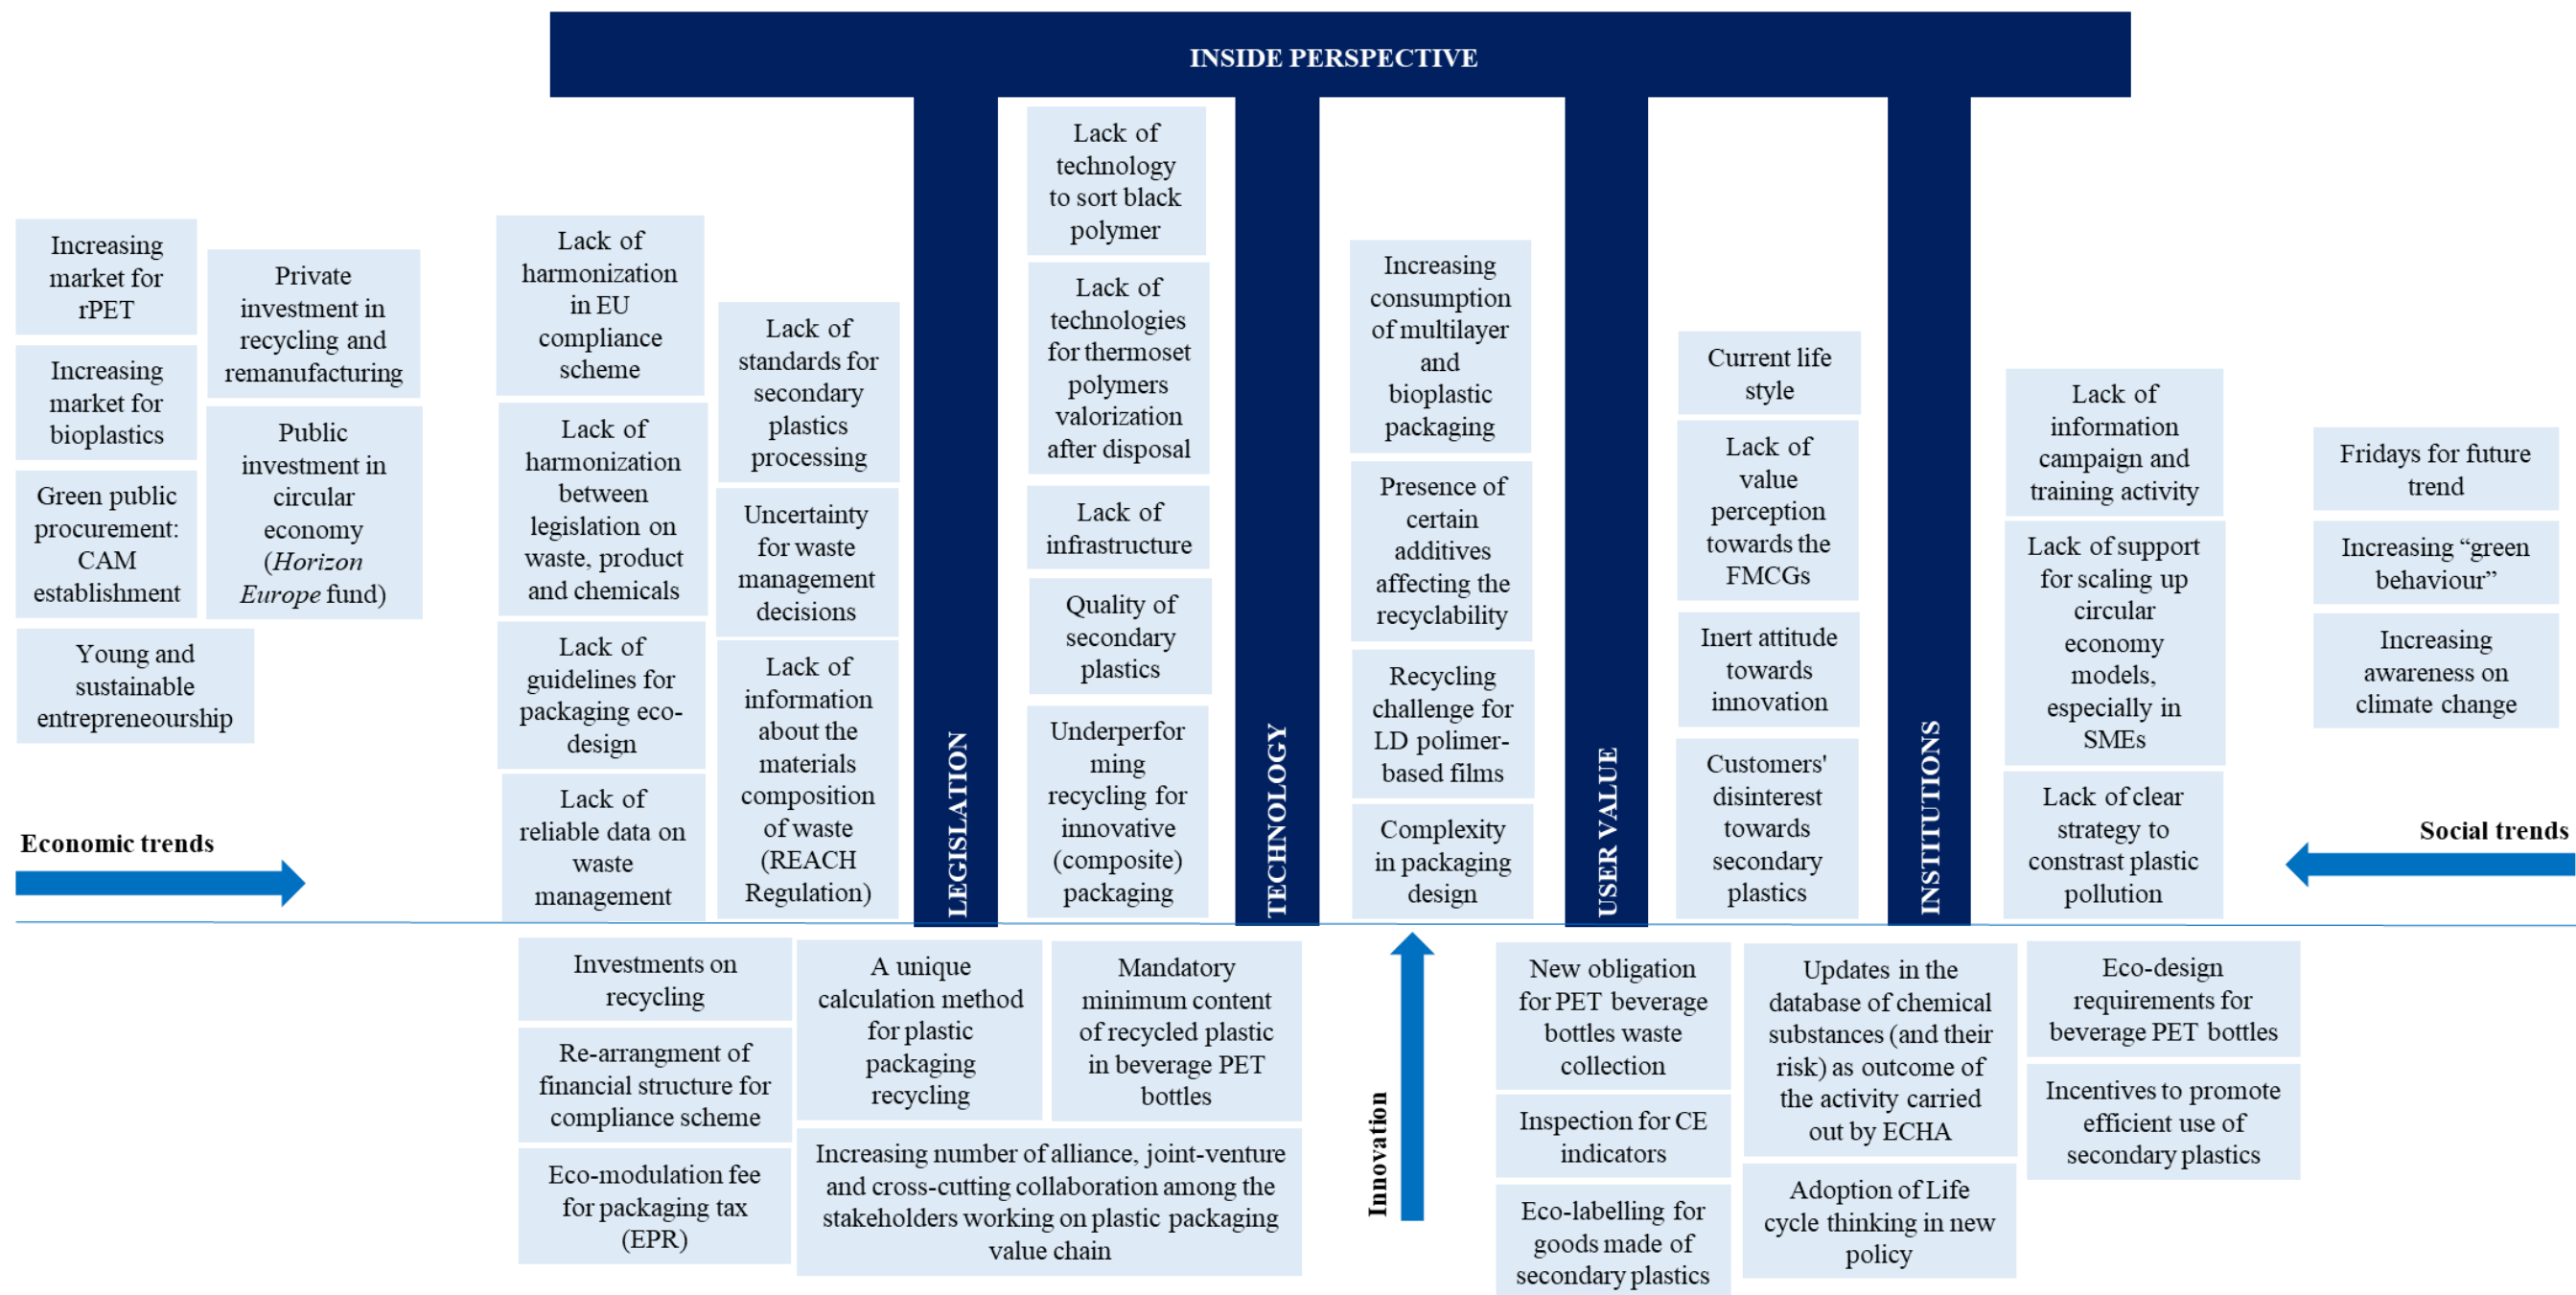 INSIDE PERSPECTIVE
Increasing
market for
rPET
Increasing
market for
bioplastics
Green public
procurement:
CAM
establishment
Young and
sustainable
entrepreneourship
Private
investment in
recycling and
remanufacturing
Public
investment in
circular
economy
(Horizon
Europe fund)
Economic trends
Lack of
harmonization
in EU
compliance
scheme
Lack of
harmonization
between
legislation on
waste, product
and chemicals
Lack of
guidelines for
packaging eco-
design
Lack of
reliable data on
waste
management
Lack of
standards for
secondary
plastics
processing
Uncertainty
for waste
management
decisions
Lack of
information
about the
materials
composition
of waste
(REACH
Regulation)
LEGISLATION
Lack of
technology
to sort black
polymer
Lack of
technologies
for thermoset
polymers
valorization
after disposal
Lack of
infrastructure
Quality of
secondary
plastics
Underperfor
ming
recycling for
innovative
(composite)
packaging
TECHNOLOGY
Increasing
consumption
of multilayer
and
bioplastic
packaging
Presence of
certain
additives
affecting the
recyclability
Recycling
challenge for
LD polimer-
based films
Complexity
in packaging
design
USER VALUE
Current life
style
Lack of
value
perception
towards the
FMCGs
Inert attitude
towards
innovation
Customers'
disinterest
towards
secondary
plastics
INSTITUTIONS
Lack of
information
campaign and
training activity
Lack of support
for scaling up
circular
economy
models,
especially in
SMEs
Lack of clear
strategy to
constrast plastic
pollution
Fridays for future
trend
Increasing “green
behaviour”
Increasing
awareness on
climate change
Social trends
Investments on
recycling
Re-arrangment of
financial structure for
compliance scheme
Eco-modulation fee
for packaging tax
(EPR)
A unique
calculation method
for plastic
packaging
recycling
Mandatory
minimum content
of recycled plastic
in beverage PET
bottles
Increasing number of alliance, joint-venture
and cross-cutting collaboration among the
stakeholders working on plastic packaging
value chain
Innovation
New obligation
for PET beverage
bottles waste
collection
Inspection for CE
indicators
Eco-labelling for
goods made of
secondary plastics
Updates in the
database of chemical
substances (and their
risk) as outcome of
the activity carried
out by ECHA
Adoption of Life
cycle thinking in new
policy
Eco-design
requirements for
beverage PET bottles
Incentives to promote
efficient use of
secondary plastics